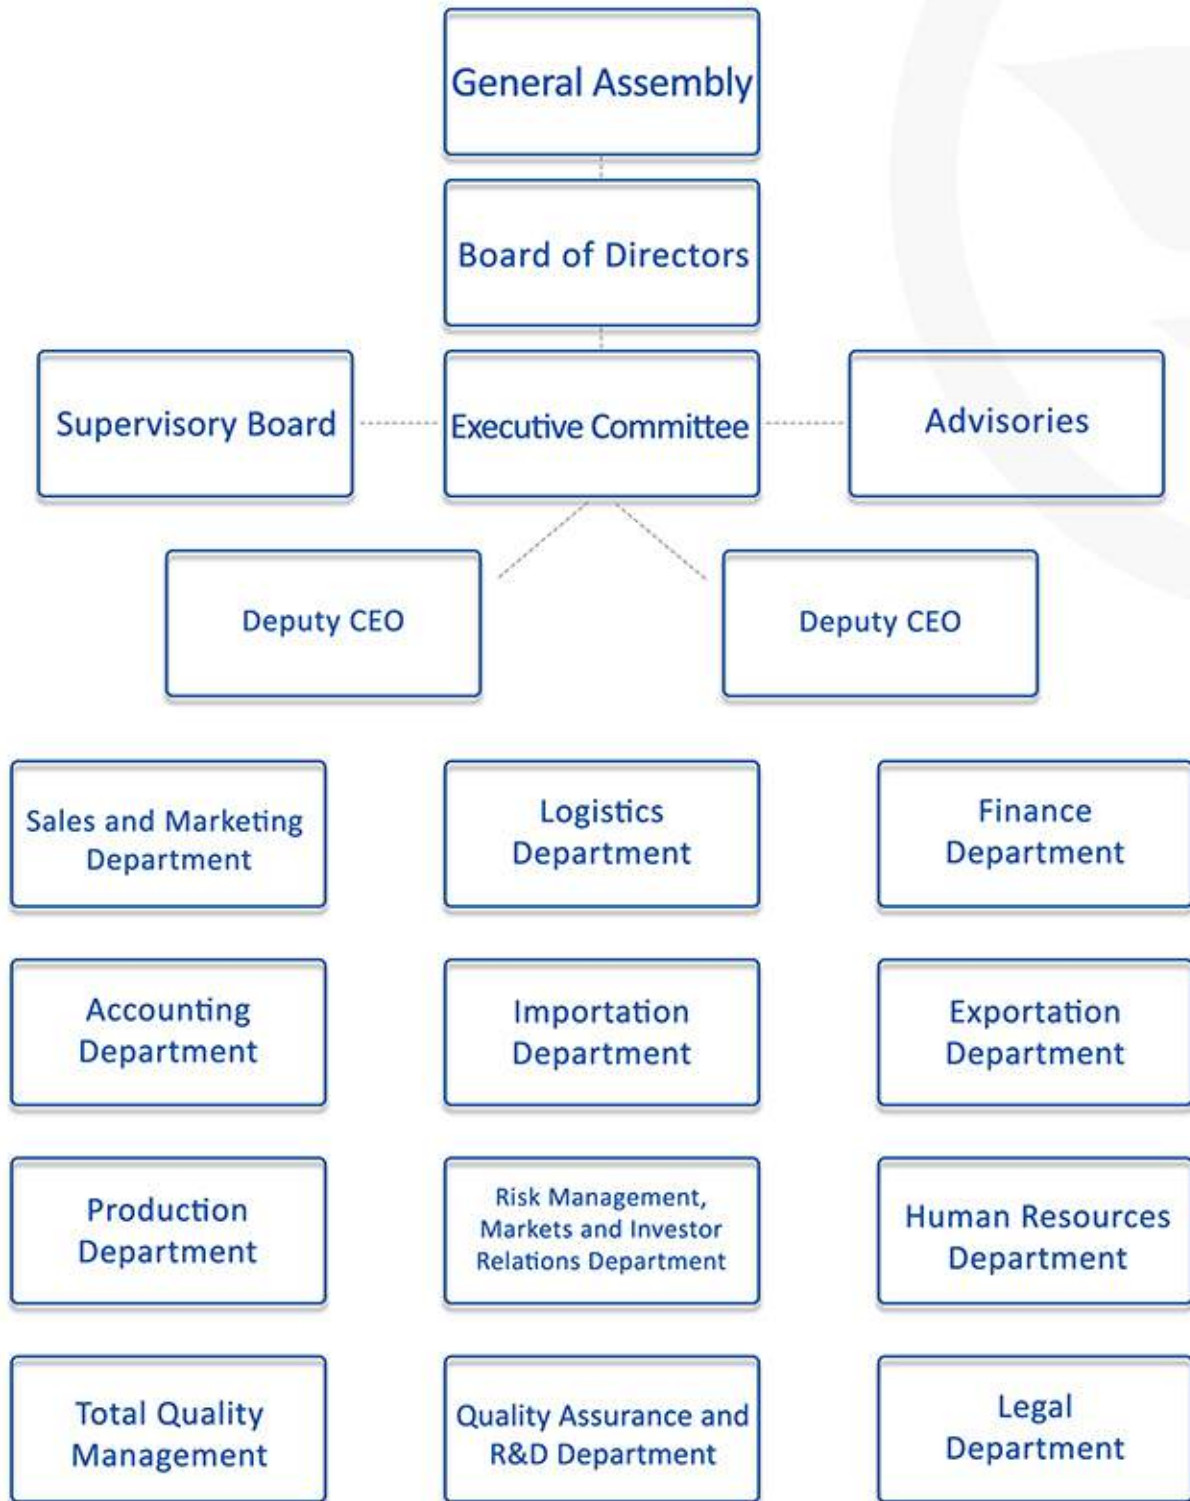 General Assembly
Board of Directors
Supervisory Board
Executive Committee
Advisories
Deputy CEO
Deputy CEO
Sales and Marketing
Department
Logistics
Department
Finance
Department
Accounting
Department
Importation
Department
Exportation
Department
Production
Department
Risk Management,
Markets and Investor
Relations Department
Human Resources
Department
Total Quality
Management
Quality Assurance and
R&D Department
Legal
Department